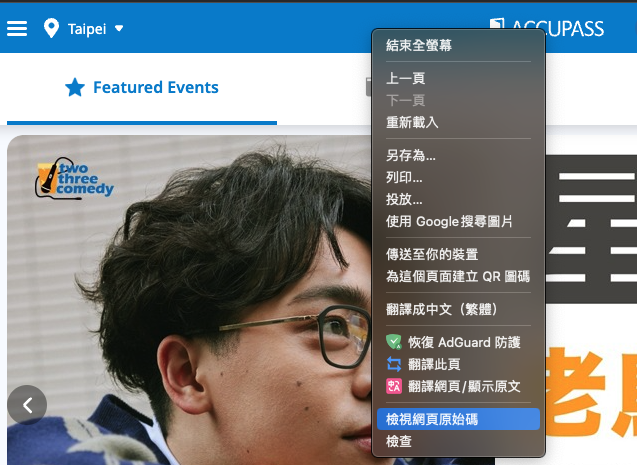 Taipei
ACCUPASS
Featured Events
two
three
comedy
結束全螢幕
上一頁
下一頁
重新載入
另存為...
列印...
投放...
使用 Google 搜尋圖片
傳送至你的裝置
為這個頁面建立 QR 圖碼
翻譯成中文（繁體）
恢復 AdGuard 防護
翻譯此頁
翻譯網頁/顯示原文
檢視網頁原始碼
檢查
老